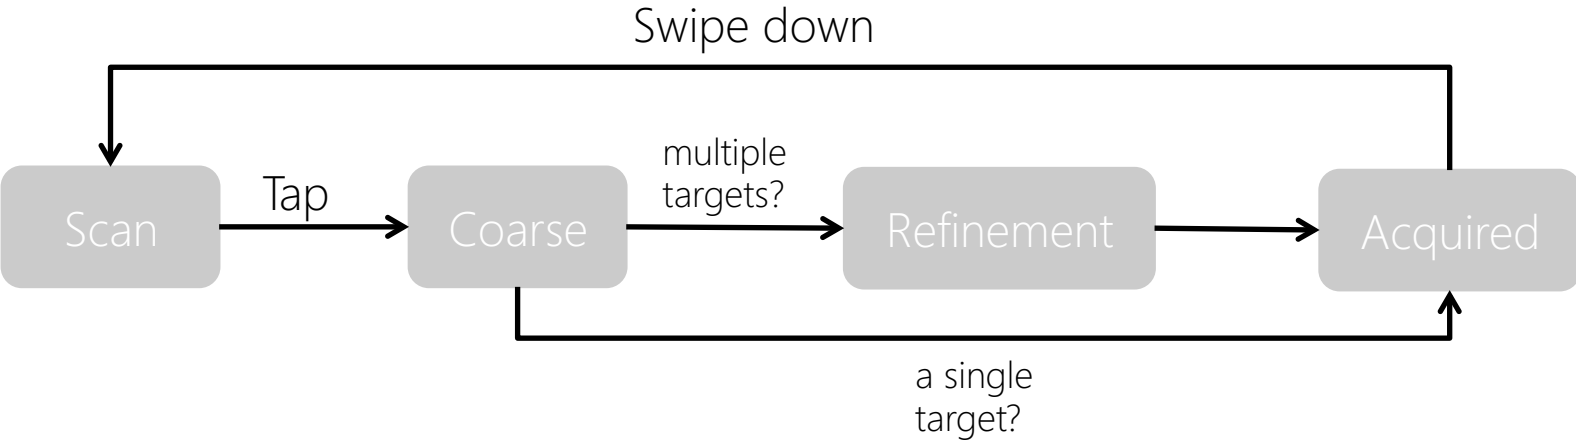 Swipe down
multiple
targets?
Tap
Scan
Coarse
Refinement
Acquired
a single
target?